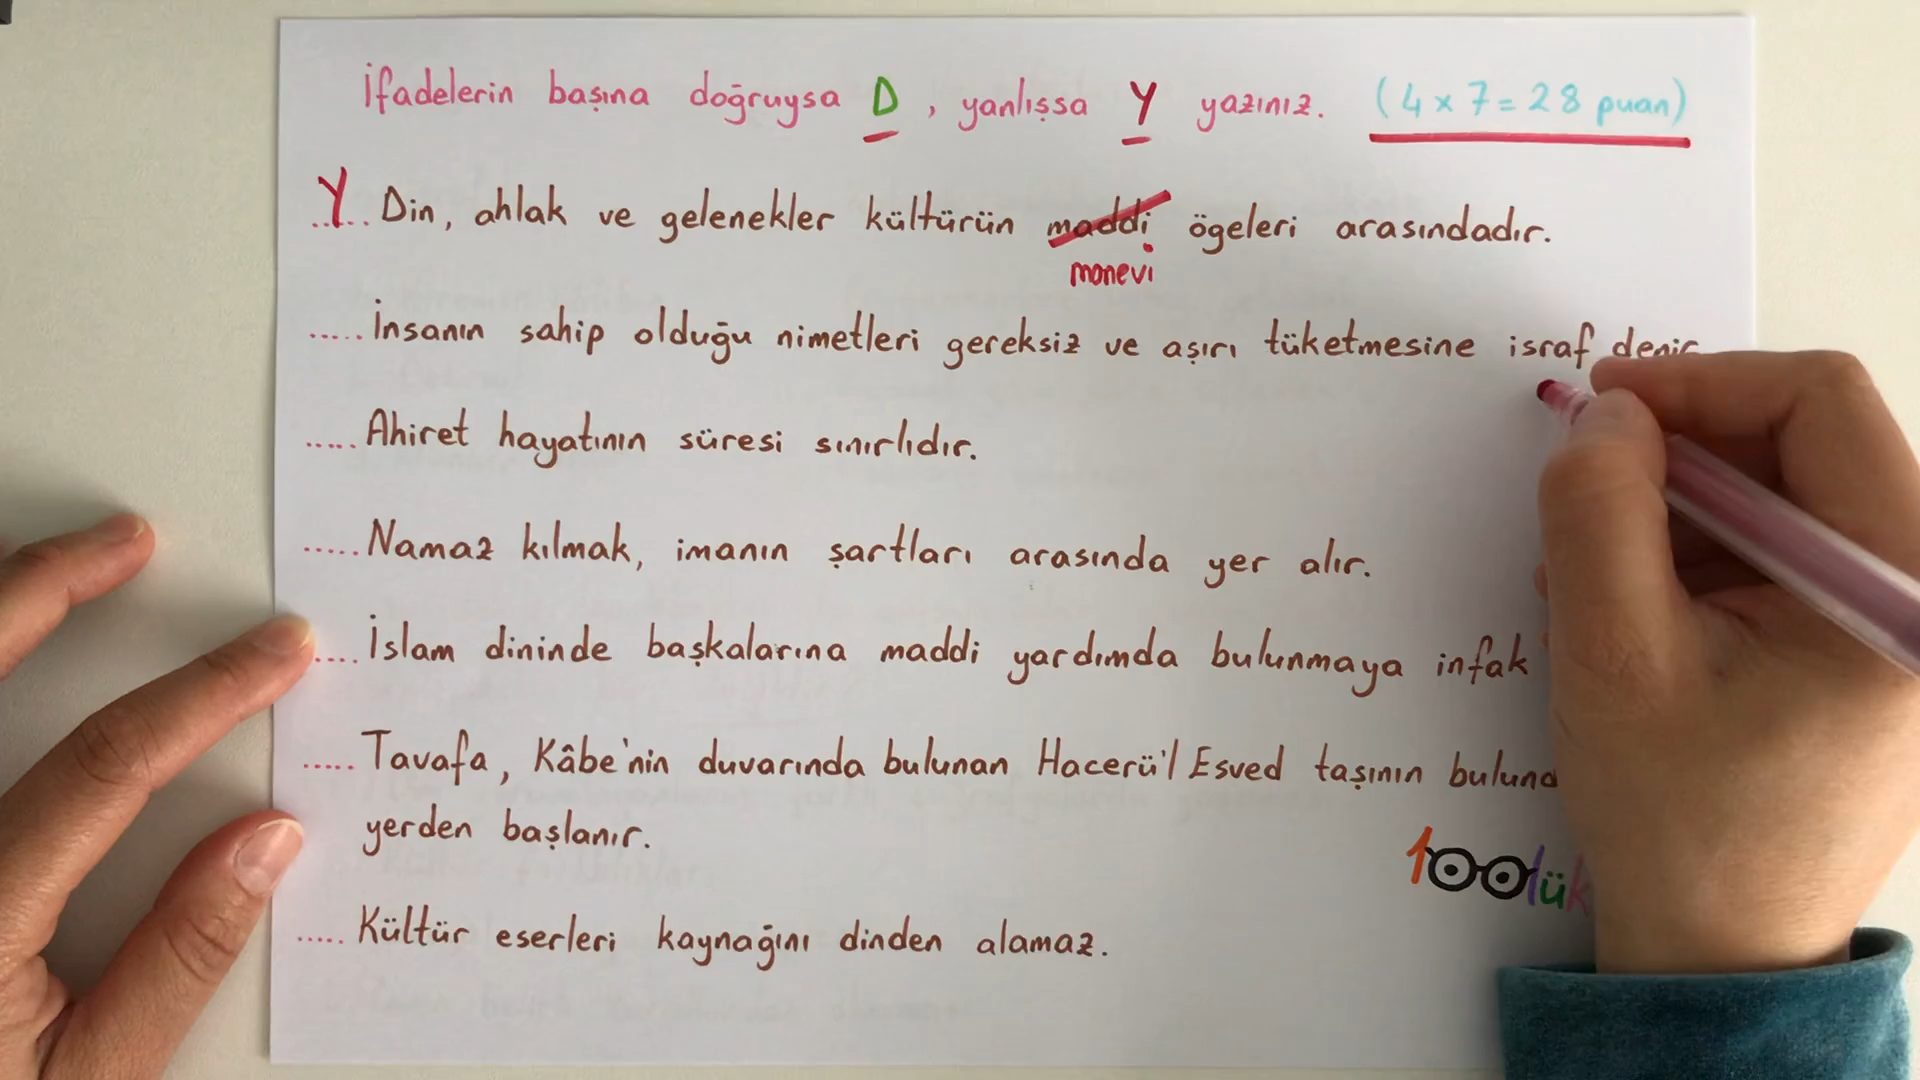 İfadelerin başına doğruysa D, yanlışsa Y yazınız. (4 x 7 = 28 puan)
Y..... Din, ahlak ve gelenekler kültürün maddi ögeleri arasındadır.
manevi
..... İnsanın sahip olduğu nimetleri gereksiz ve aşırı tüketmesine israf denir
..... Ahiret hayatının süresi sınırlıdır.
..... Namaz kılmak, imanın şartları arasında yer alır.
..... İslam dininde başkalarına maddi yardımda bulunmaya infak
..... Tavafa, Kâbe'nin duvarında bulunan Hacerü'l Esved taşının
yerden başlanır.
100lük
..... Kültür eserleri kaynağını dinden alamaz.